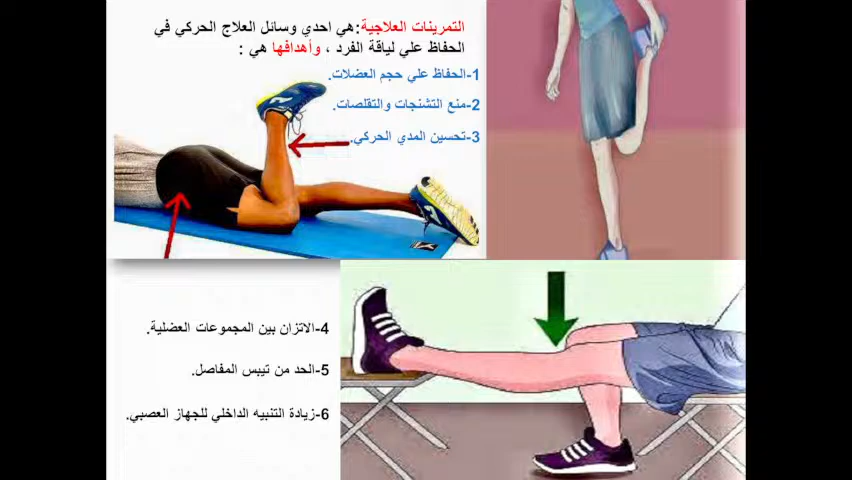 التمرينات العلاجية:هي احدي وسائل العلاج الحركي في
الحفاظ علي لياقة الفرد ، وأهدافها هي :
1-الحفاظ علي حجم العضلات.
2-منع التشنجات والتقلصات.
3-تحسين المدي الحركي.
4-الاتزان بين المجموعات العضلية.
5-الحد من تيبس المفاصل.
6-زيادة التنبيه الداخلي للجهاز العصبي.